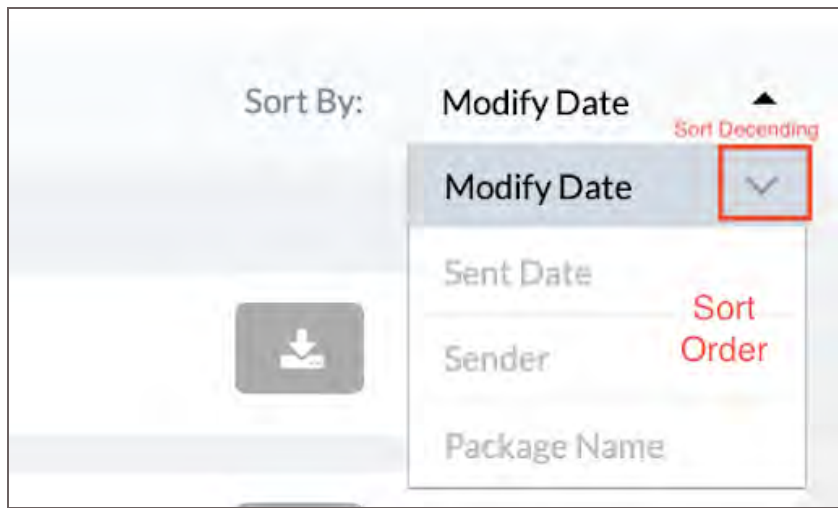 Sort By: Modify Date
Sort Decending
Modify Date
Sent Date
Sort
Order
Sender
Package Name